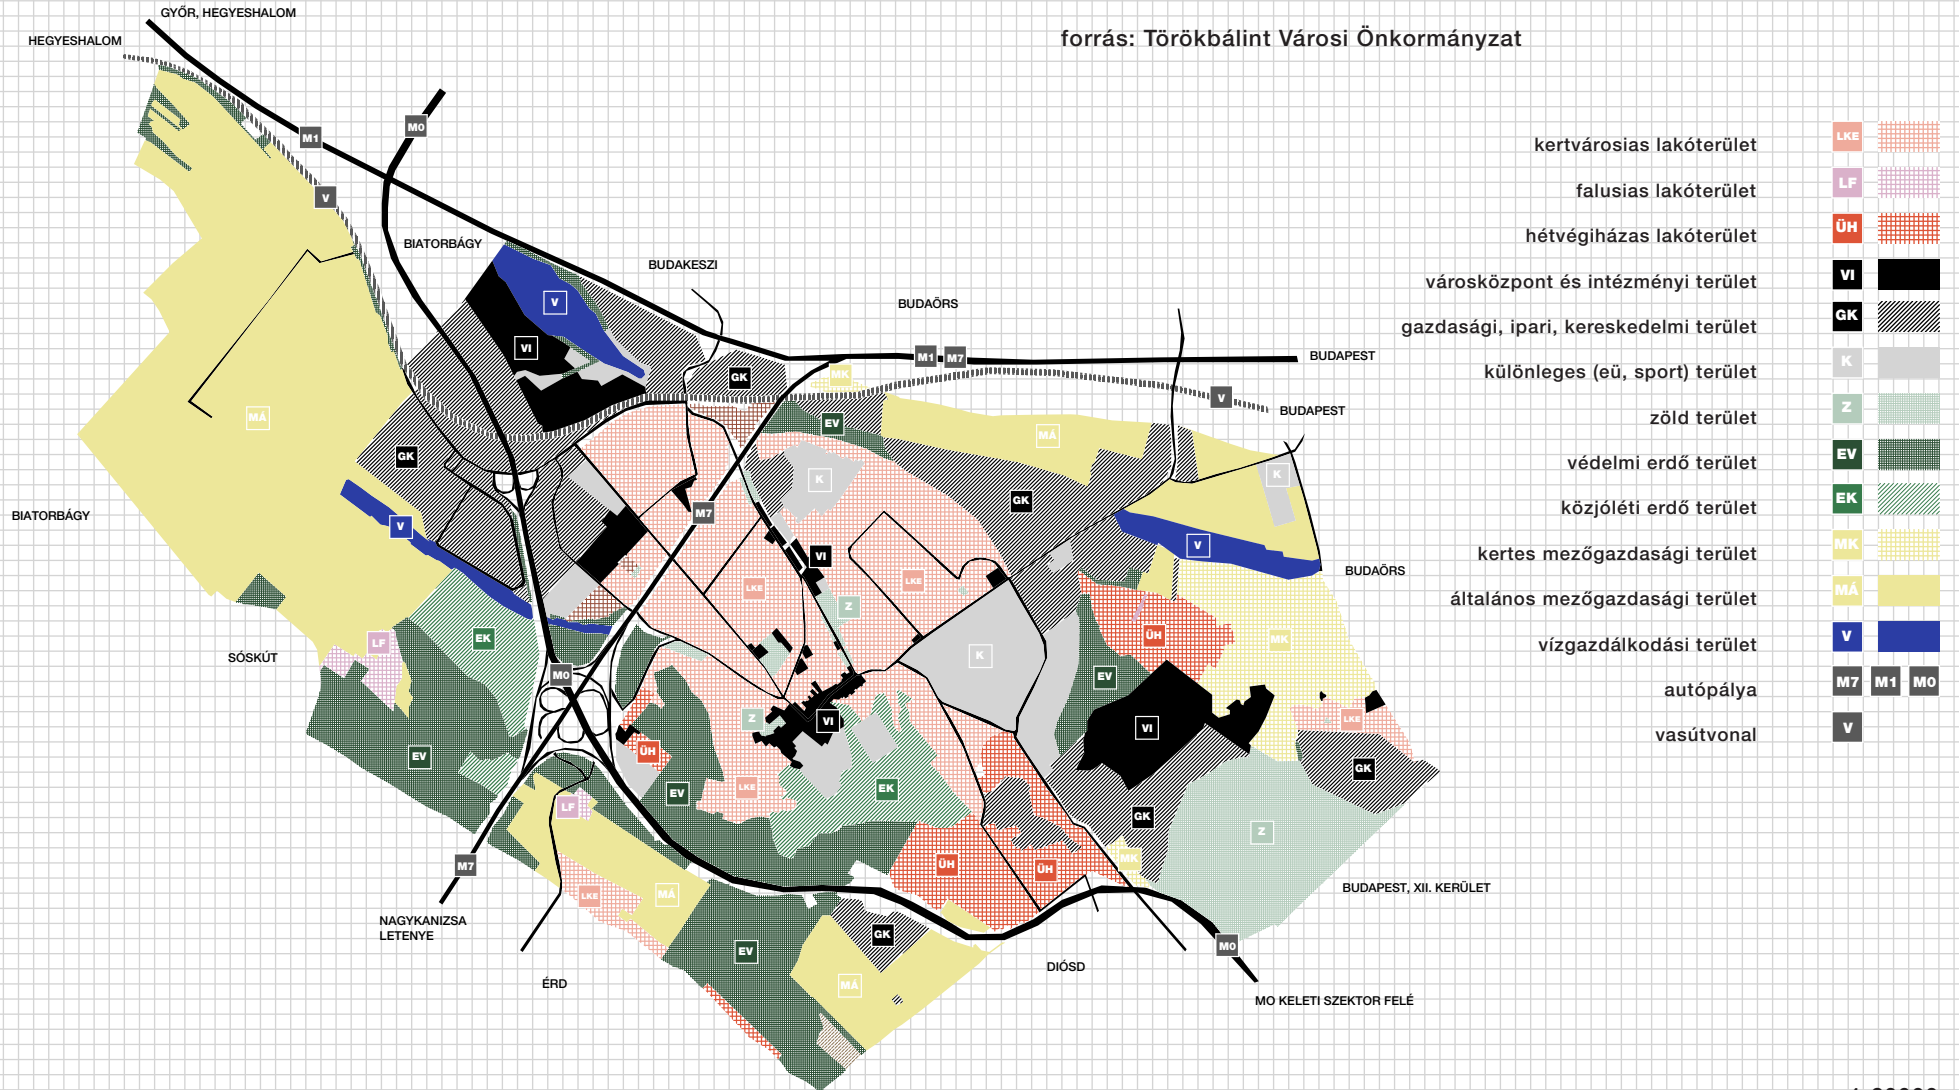 GYŐR, HEGYESHALOM
HEGYESHALOM
forrás: Törökbálint Városi Önkormányzat
M0
M1
V
BIATORBÁGY
BUDAKESZI
BUDAÖRS
V
VI
M1 M7
BUDAPEST
GK
MK
V
BUDAPEST
MÁ
EV
MÁ
GK
K
K
GK
M7
BIATORBÁGY
V
VI
V
BUDAÖRS
LKE
LKE
Z
LF
EK
ÜH
MK
SÓSKÚT
K
M0
EV
Z
VI
VI
LKE
EV
ÜH
GK
LKE
EK
EV
LF
GK
Z
M7
ÜH
ÜH
MK
LKE
MÁ
BUDAPEST, XII. KERÜLET
NAGYKANIZSA
LETENYE
GK
EV
M0
ÉRD
DIÓSD
MÁ
MO KELETI SZEKTOR FELÉ
kertvárosias lakóterület LKE
falusias lakóterület LF
hétvégiházas lakóterület ÜH
városközpont és intézményi terület VI
gazdasági, ipari, kereskedelmi terület GK
különleges (eü, sport) terület K
zöld terület Z
védelmi erdő terület EV
közjóléti erdő terület EK
kertes mezőgazdasági terület MK
általános mezőgazdasági terület MÁ
vízgazdálkodási terület V
autópálya M7 M1 M0
vasútvonal V